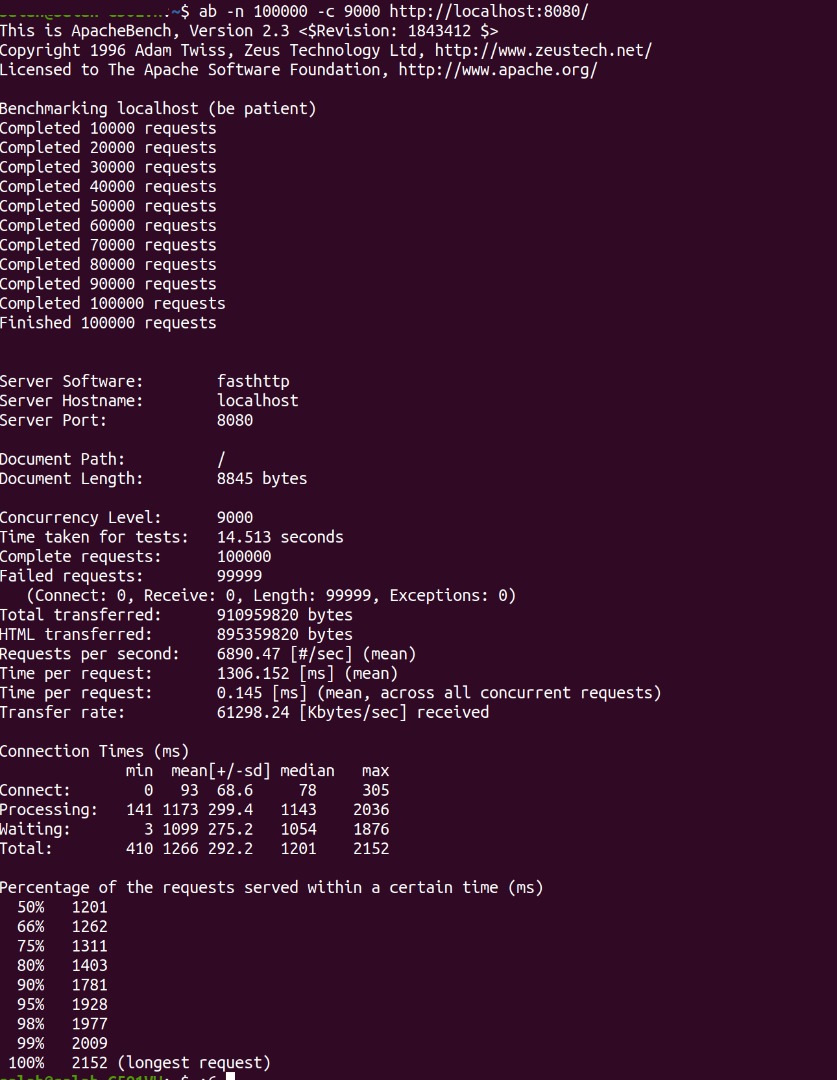 :~$ ab -n 100000 -c 9000 http://localhost:8080/
This is ApacheBench, Version 2.3 <$Revision: 1843412 $>
Copyright 1996 Adam Twiss, Zeus Technology Ltd, http://www.zeustech.net/
Licensed to The Apache Software Foundation, http://www.apache.org/
Benchmarking localhost (be patient)
Completed 10000 requests
Completed 20000 requests
Completed 30000 requests
Completed 40000 requests
Completed 50000 requests
Completed 60000 requests
Completed 70000 requests
Completed 80000 requests
Completed 90000 requests
Completed 100000 requests
Finished 100000 requests
Server Software: fasthttp
Server Hostname: localhost
Server Port: 8080
Document Path: /
Document Length: 8845 bytes
Concurrency Level: 9000
Time taken for tests: 14.513 seconds
Complete requests: 100000
Failed requests: 99999
(Connect: 0, Receive: 0, Length: 99999, Exceptions: 0)
Total transferred: 910959820 bytes
HTML transferred: 895359820 bytes
Requests per second: 6890.47 [#/sec] (mean)
Time per request: 1306.152 [ms] (mean)
Time per request: 0.145 [ms] (mean, across all concurrent requests)
Transfer rate: 61298.24 [Kbytes/sec] received
Connection Times (ms)
min mean[+/-sd] median max
Connect: 0 93 68.6 78 305
Processing: 141 1173 299.4 1143 2036
Waiting: 3 1099 275.2 1054 1876
Total: 410 1266 292.2 1201 2152
Percentage of the requests served within a certain time (ms)
50% 1201
66% 1262
75% 1311
80% 1403
90% 1781
95% 1928
98% 1977
99% 2009
100% 2152 (longest request)